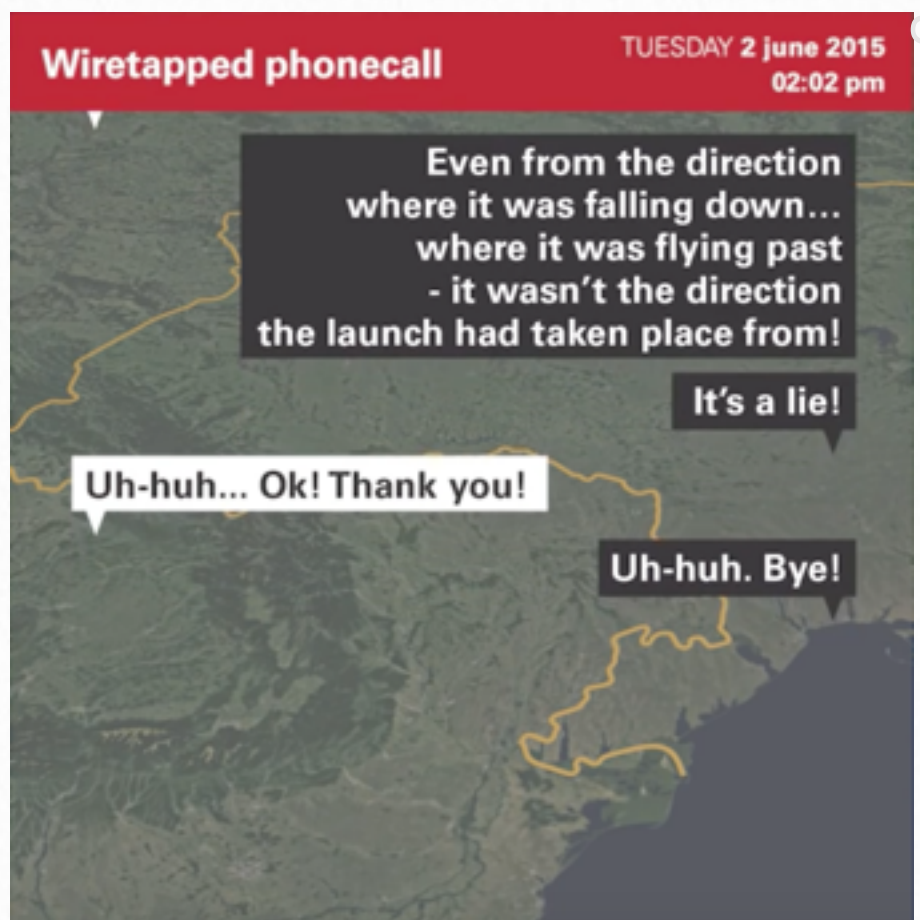 Wiretapped phonecall
TUESDAY 2 june 2015
02:02 pm
Even from the direction
where it was falling down...
where it was flying past
- it wasn't the direction
the launch had taken place from!
It's a lie!
Uh-huh... Ok! Thank you!
Uh-huh. Bye!